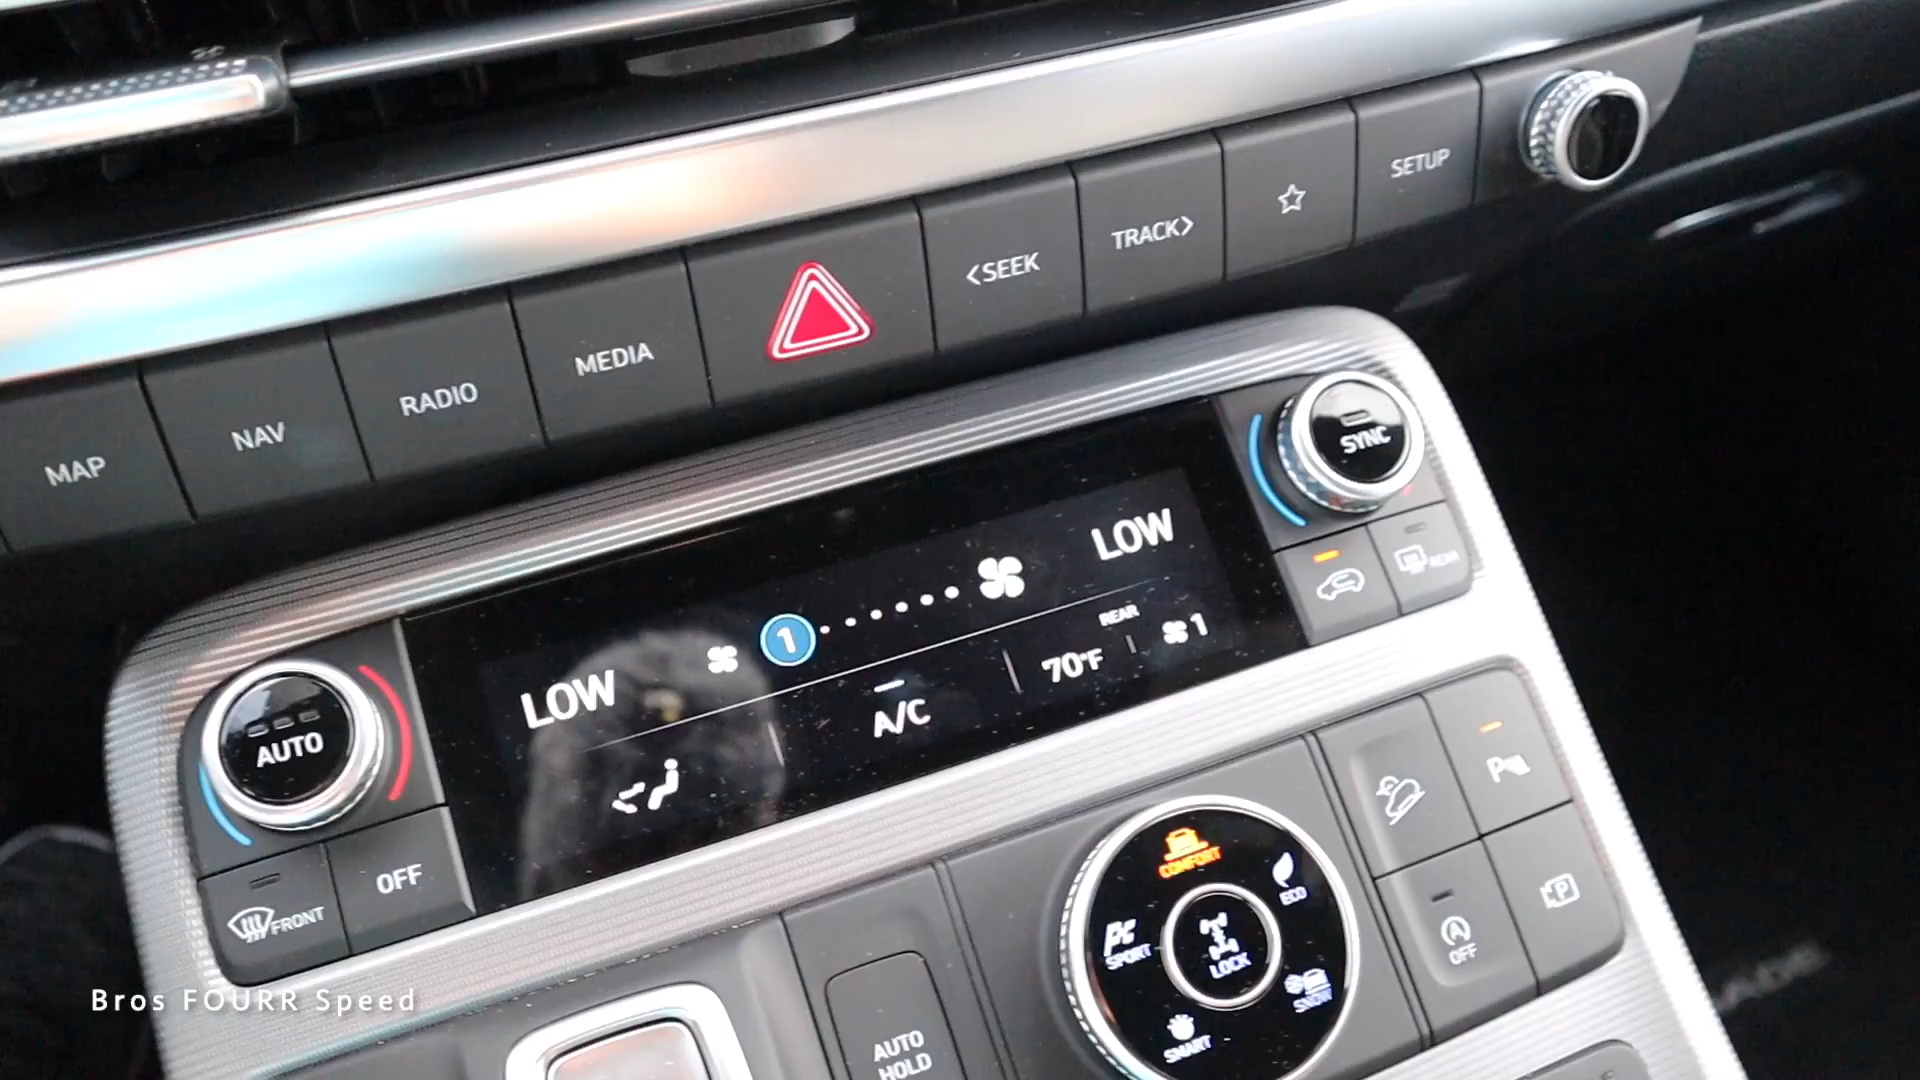 MAP
NAV
RADIO
MEDIA
<SEEK
TRACK>
SETUP
SYNC
REAR
LOW
1
LOW
A/C
REAR
70°F
1
AUTO
FRONT
OFF
COMFORT
ECO
SPORT
LOCK
SNOW
SMART
P
A
OFF
P
AUTO
HOLD
Bros FOURR Speed